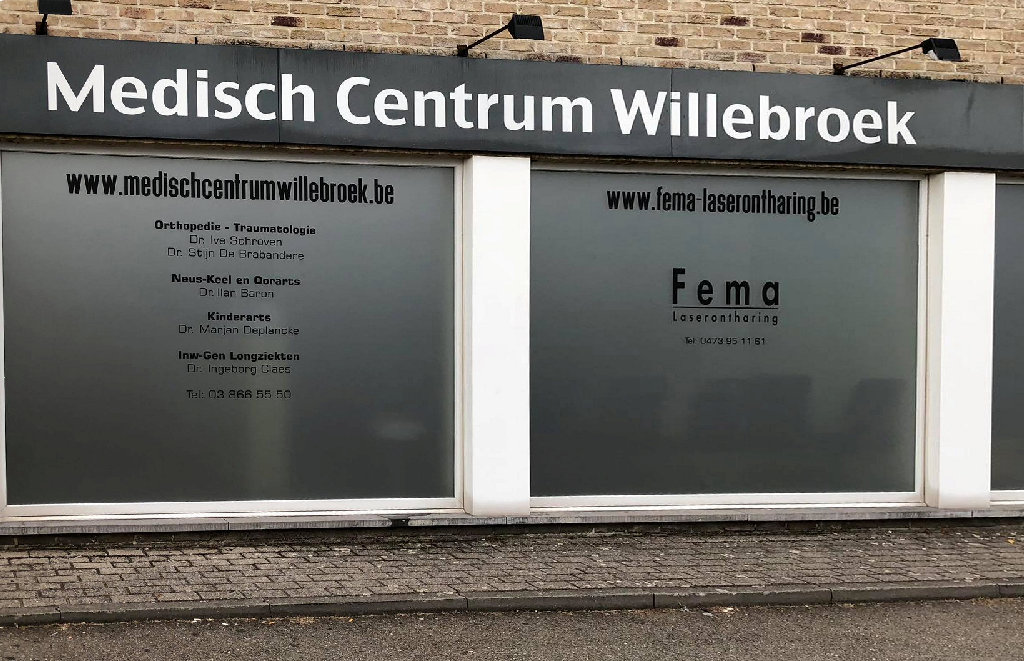 Medisch Centrum Willebroek
www.medischcentrumwillebroek.be
Orthopedie - Traumatologie
Dr. Ive Schroven
Dr. Stijn De Brabandere
Neus-Keel en Oorarts
Dr. Ilan Baron
Kinderarts
Dr. Marjan Deplancke
Inw-Gen Longziekten
Dr. Ingeborg Claes
Tel: 03 866 55 50
www.fema-laserontharing.be
Fema
Laserontharing
Tel 0473 95 11 61